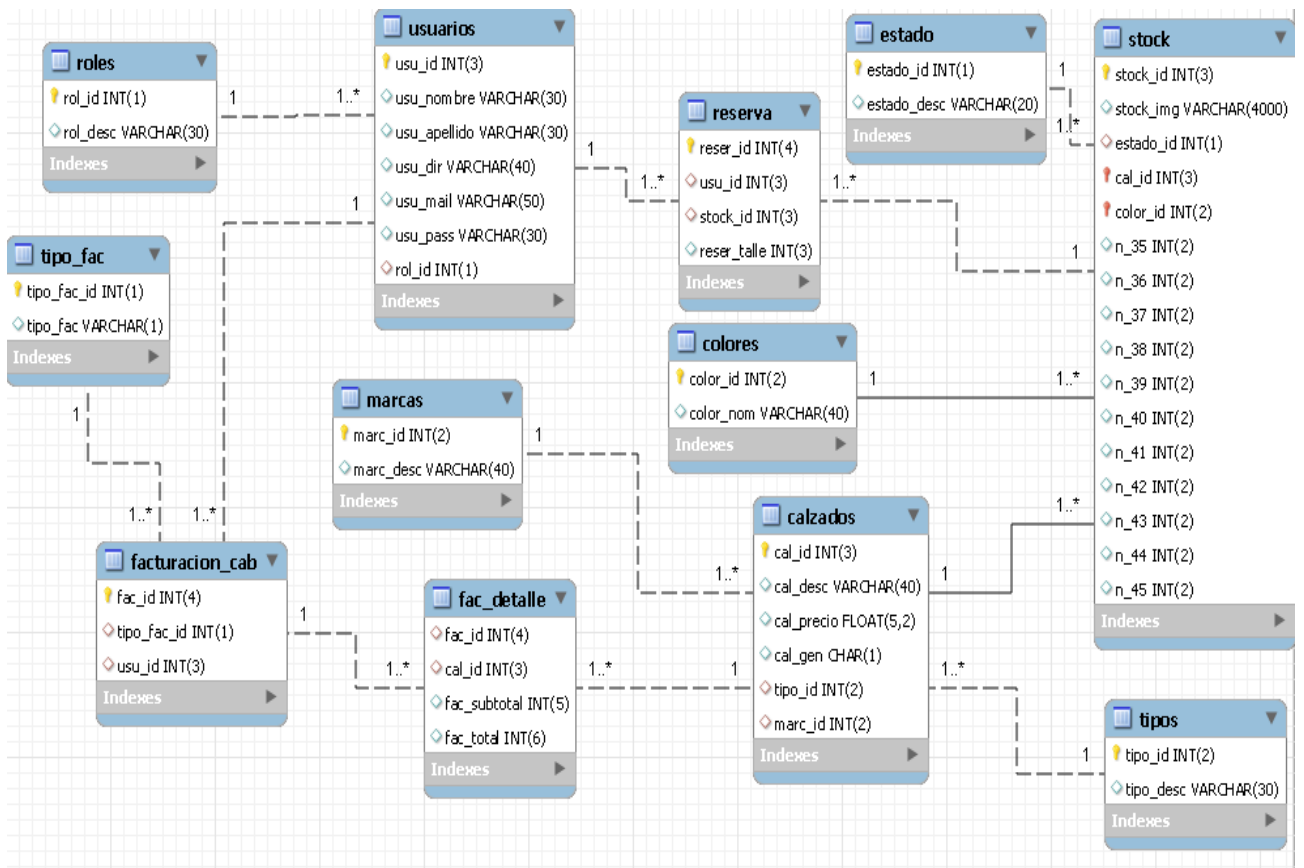 roles
rol_id INT(1)
rol_desc VARCHAR(30)
Indexes
1
1..*
usuarios
usu_id INT(3)
usu_nombre VARCHAR(30)
usu_apellido VARCHAR(30)
usu_dir VARCHAR(40)
usu_mail VARCHAR(50)
usu_pass VARCHAR(30)
rol_id INT(1)
Indexes
1
1..*
1
1..*
reserva
reser_id INT(4)
usu_id INT(3)
stock_id INT(3)
reser_talle INT(3)
Indexes
1..*
1
estado
estado_id INT(1)
estado_desc VARCHAR(20)
Indexes
1
1..*
stock
stock_id INT(3)
stock_img VARCHAR(4000)
estado_id INT(1)
cal_id INT(3)
color_id INT(2)
n_35 INT(2)
n_36 INT(2)
n_37 INT(2)
n_38 INT(2)
n_39 INT(2)
n_40 INT(2)
n_41 INT(2)
n_42 INT(2)
n_43 INT(2)
n_44 INT(2)
n_45 INT(2)
Indexes
tipo_fac
tipo_fac_id INT(1)
tipo_fac VARCHAR(1)
Indexes
1
1..*
colores
color_id INT(2)
color_nom VARCHAR(40)
Indexes
1
1..*
marcas
marc_id INT(2)
marc_desc VARCHAR(40)
Indexes
1
1..*
calzados
cal_id INT(3)
cal_desc VARCHAR(40)
cal_precio FLOAT(5,2)
cal_gen CHAR(1)
tipo_id INT(2)
marc_id INT(2)
Indexes
1
1..*
facturacion_cab
fac_id INT(4)
tipo_fac_id INT(1)
usu_id INT(3)
Indexes
1
1..*
fac_detalle
fac_id INT(4)
cal_id INT(3)
fac_subtotal INT(5)
fac_total INT(6)
Indexes
1..*
1
1..*
1
tipos
tipo_id INT(2)
tipo_desc VARCHAR(30)
Indexes